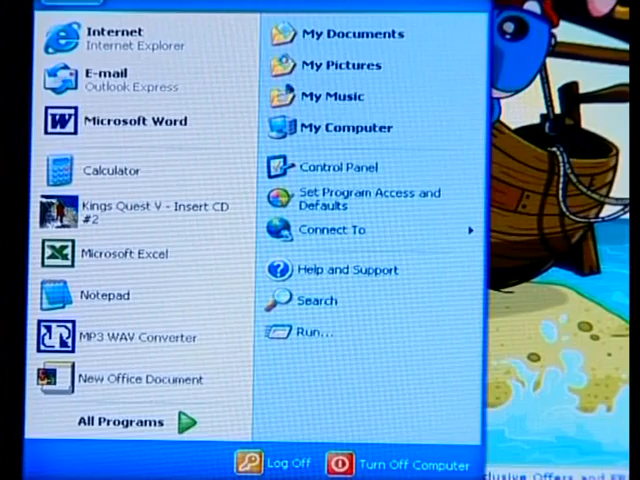 Internet
Internet Explorer
E-mail
Outlook Express
Microsoft Word
Calculator
Kings Quest V - Insert CD
#2
Microsoft Excel
Notepad
MP3 WAV Converter
New Office Document
All Programs
My Documents
My Pictures
My Music
My Computer
Control Panel
Set Program Access and
Defaults
Connect To
Help and Support
Search
Run...
Log Off
Turn Off Computer
clusive Offers and